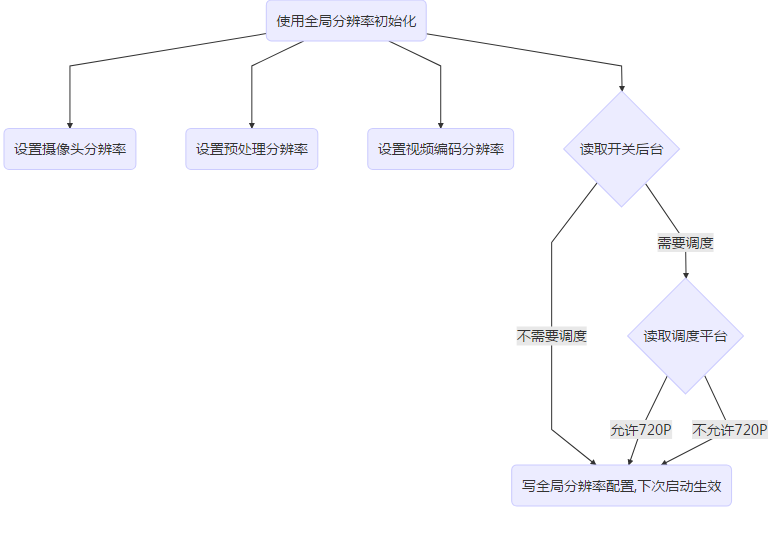 使用全局分辨率初始化
设置摄像头分辨率
设置预处理分辨率
设置视频编码分辨率
读取开关后台
需要调度
不需要调度
读取调度平台
允许720P
不允许720P
写全局分辨率配置,下次启动生效